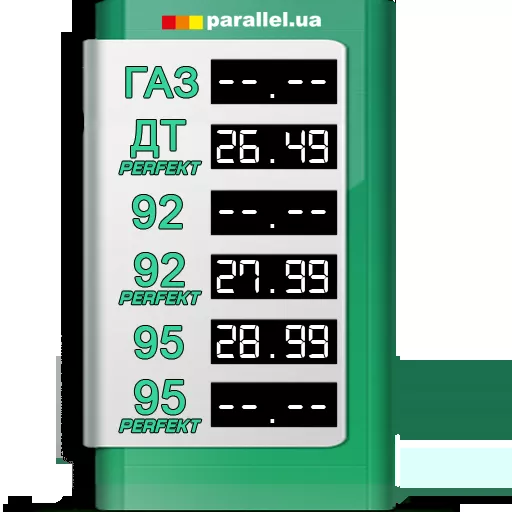 parallel.ua
ГАЗ --.--
ДТ PERFEKT 26.49
92 --.--
92 PERFEKT 27.99
95 28.99
95 PERFEKT --.--